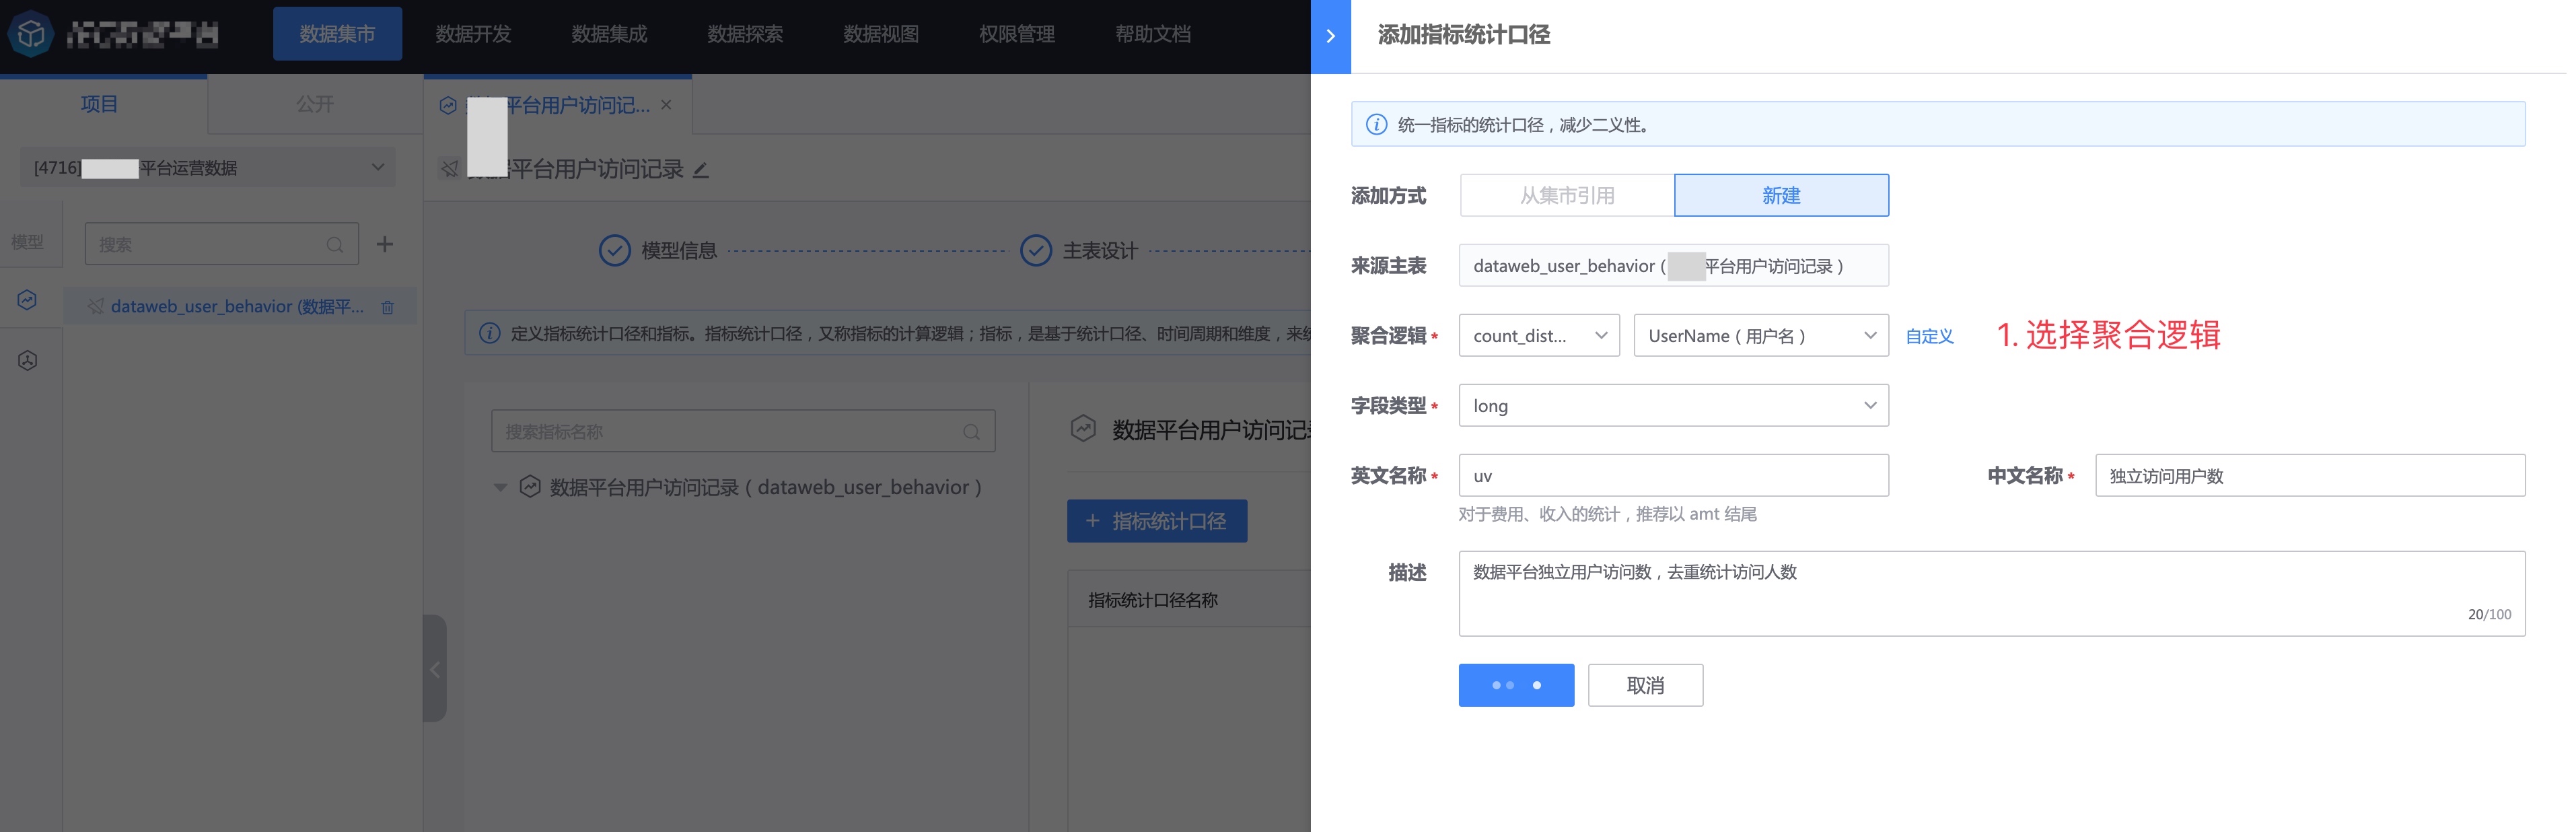 数据集市 数据开发 数据集成 数据探索 数据视图 权限管理 帮助文档
添加指标统计口径
项目 公开
平台用户访问记...
统一指标的统计口径，减少二义性。
[4716] 平台运营数据
平台用户访问记录
添加方式 从集市引用 新建
模型 搜索
模型信息 主表设计
来源主表 dataweb_user_behavior ( 平台用户访问记录 )
dataweb_user_behavior (数据平...
定义指标统计口径和指标。指标统计口径，又称指标的计算逻辑；指标，是基于统计口径、时间周期和维度，来
聚合逻辑 * count_dist... UserName ( 用户名 ) 自定义 1. 选择聚合逻辑
字段类型 * long
搜索指标名称
数据平台用户访问记
数据平台用户访问记录 ( dataweb_user_behavior )
英文名称 * uv 中文名称 * 独立访问用户数
对于费用、收入的统计，推荐以 amt 结尾
+ 指标统计口径
描述 数据平台独立用户访问数，去重统计访问人数
20/100
指标统计口径名称
取消